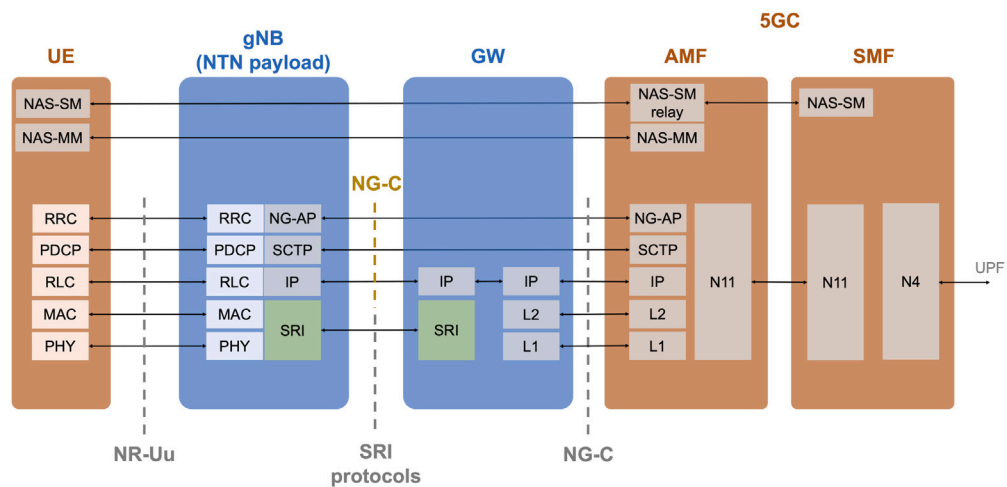 5GC
UE
gNB
(NTN payload)
GW
AMF
SMF
NAS-SM
NAS-SM
relay
NAS-SM
NAS-MM
NAS-MM
NG-C
RRC
RRC
NG-AP
NG-AP
PDCP
PDCP
SCTP
SCTP
RLC
RLC
IP
IP
IP
IP
N11
N11
N4
UPF
MAC
MAC
SRI
SRI
L2
L2
PHY
PHY
L1
L1
NR-Uu
SRI
protocols
NG-C